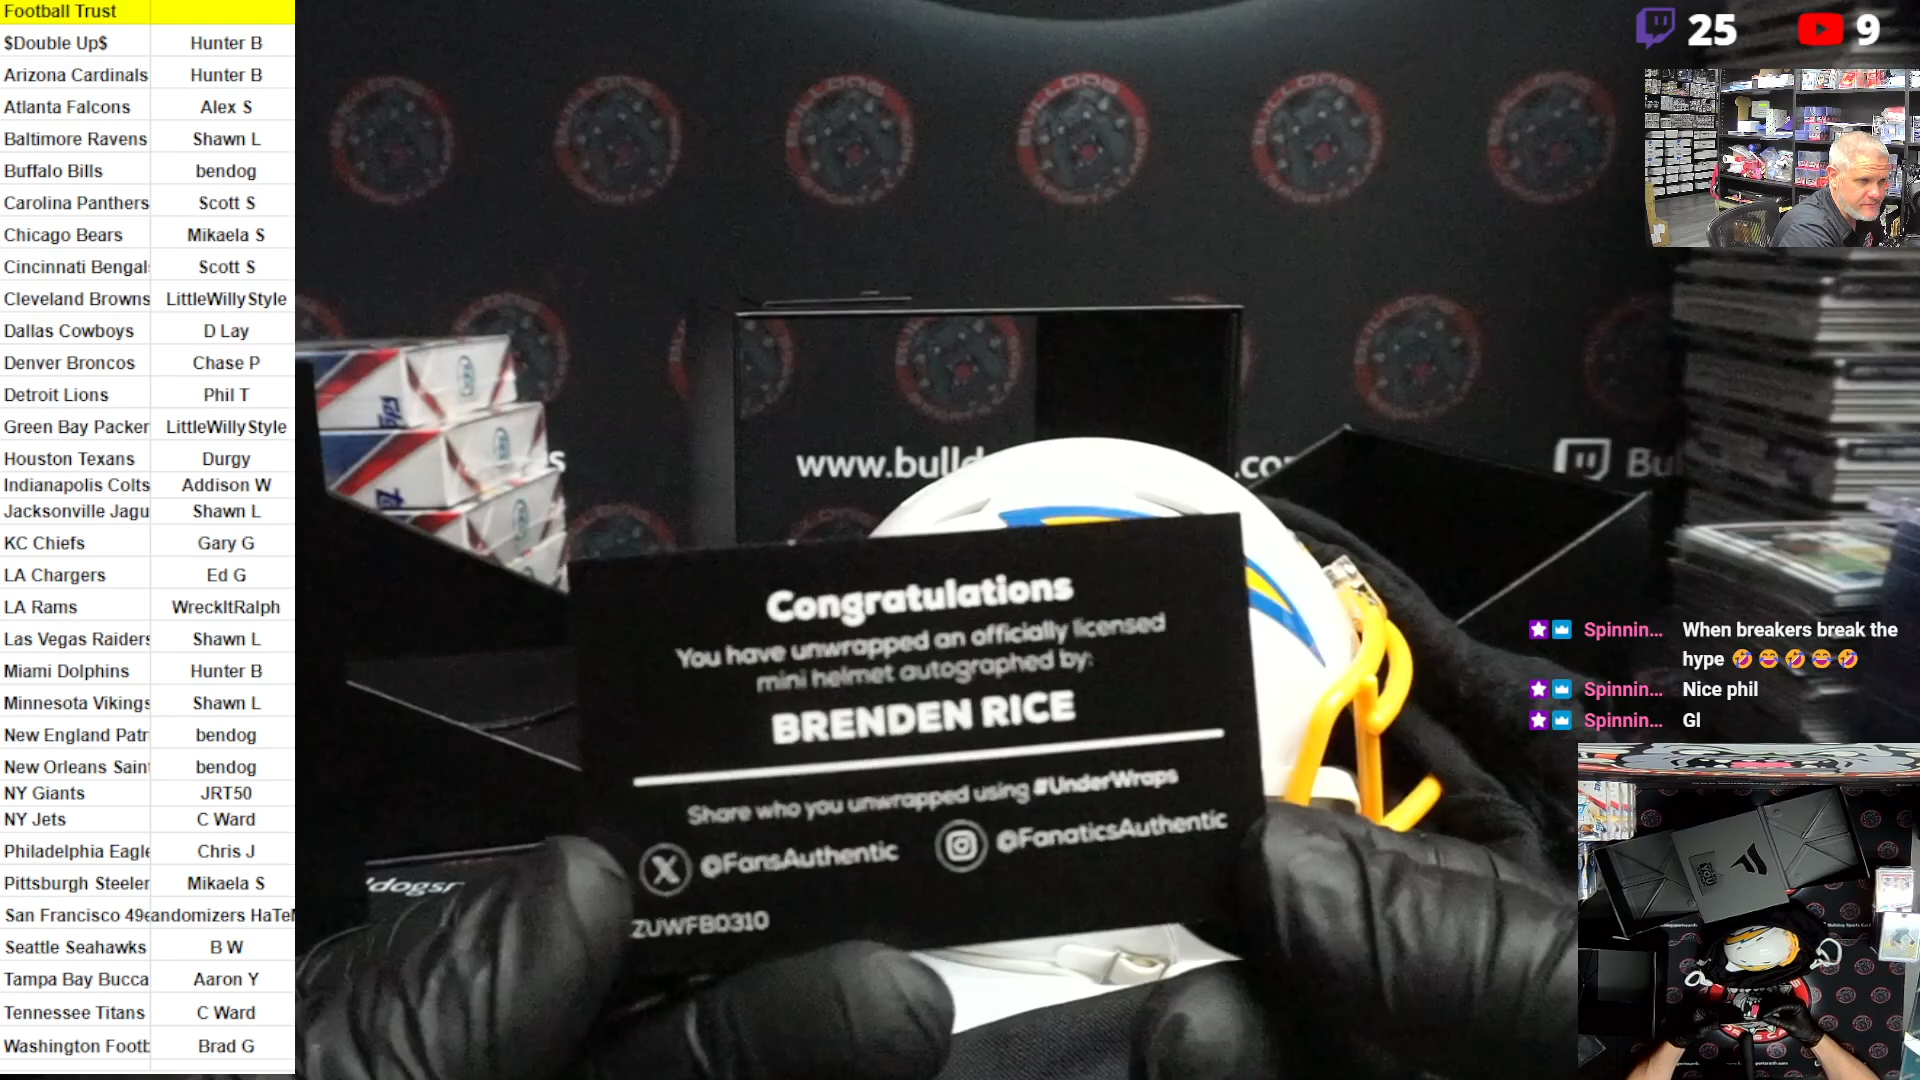 Football Trust
$Double Up$ Hunter B
Arizona Cardinals Hunter B
Atlanta Falcons Alex S
Baltimore Ravens Shawn L
Buffalo Bills bendog
Carolina Panthers Scott S
Chicago Bears Mikaela S
Cincinnati Bengal Scott S
Cleveland Browns LittleWillyStyle
Dallas Cowboys D Lay
Denver Broncos Chase P
Detroit Lions Phil T
Green Bay Packer LittleWillyStyle
Houston Texans Durgy
Indianapolis Colts Addison W
Jacksonville Jagu Shawn L
KC Chiefs Gary G
LA Chargers Ed G
LA Rams WreckItRalph
Las Vegas Raiders Shawn L
Miami Dolphins Hunter B
Minnesota Vikings Shawn L
New England Patr bendog
New Orleans Saint bendog
NY Giants JRT50
NY Jets C Ward
Philadelphia Eagle Chris J
Pittsburgh Steeler Mikaela S
San Francisco 49e andomizers HaTeM
Seattle Seahawks B W
Tampa Bay Bucca Aaron Y
Tennessee Titans C Ward
Washington Footb Brad G
25 9
www.bulld
Congratulations
You have unwrapped an officially licensed
mini helmet autographed by:
BRENDEN RICE
Share who you unwrapped using #UnderWraps
@FansAuthentic @FanaticsAuthentic
ZUWFB0310
Spinnin... When breakers break the
hype 🤣 😂 🤣 😂 🤣
Spinnin... Nice phil
Spinnin... Gl